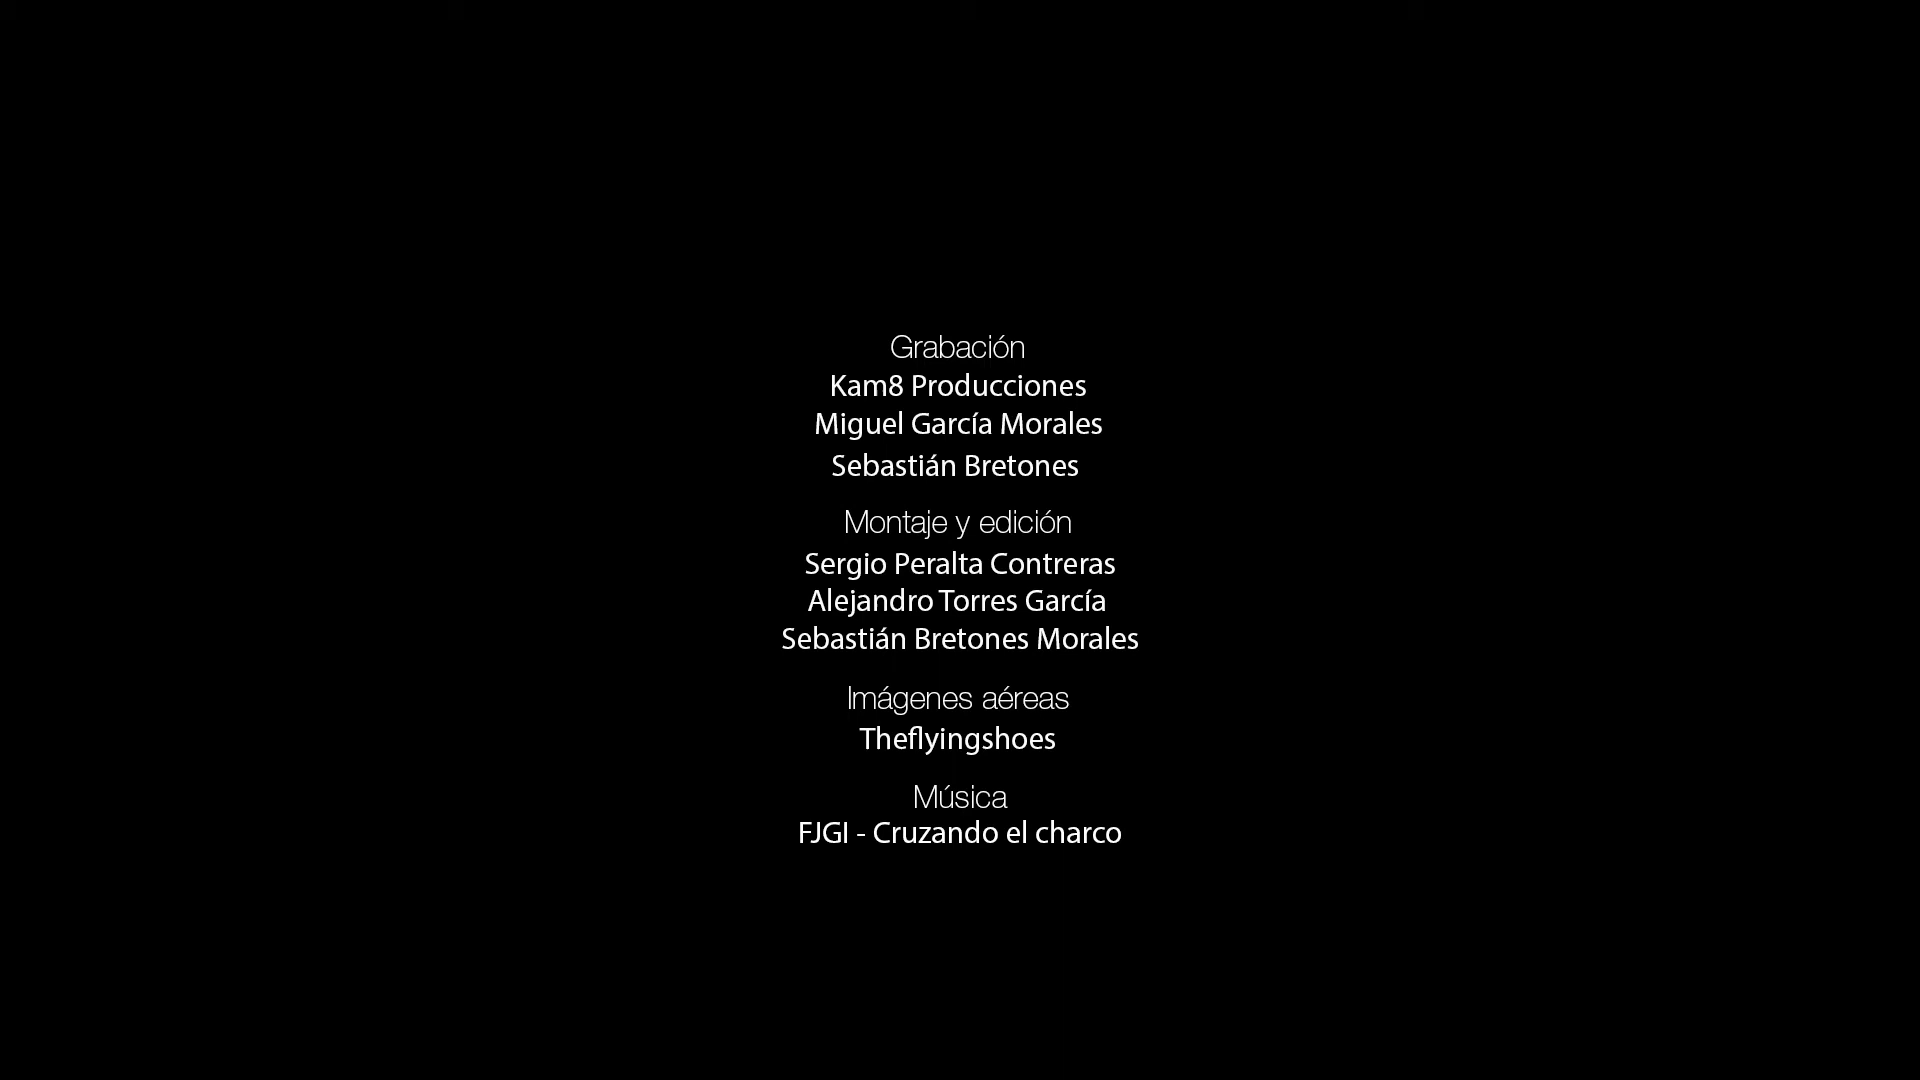 Grabación
Kam8 Producciones
Miguel García Morales
Sebastián Bretones
Montaje y edición
Sergio Peralta Contreras
Alejandro Torres García
Sebastián Bretones Morales
Imágenes aéreas
Theflyingshoes
Música
FJGI - Cruzando el charco